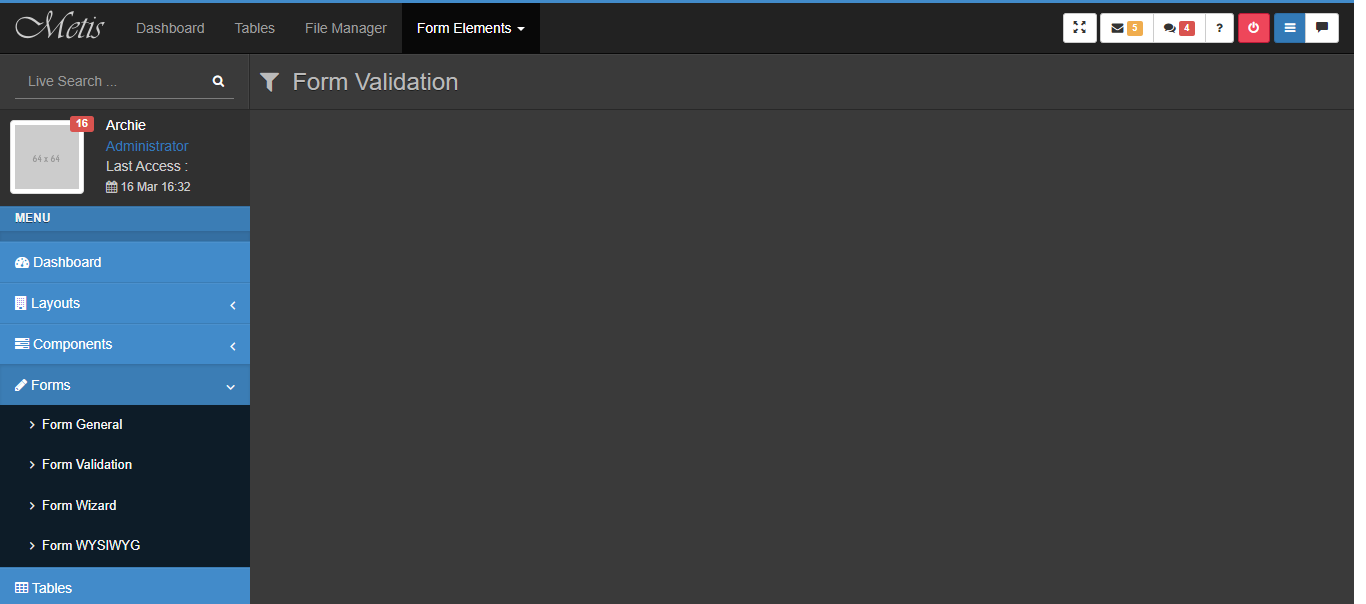 Metis Dashboard Tables File Manager Form Elements 5 4 ?
Live Search ... Form Validation
16 Archie
Administrator
64 x 64 Last Access :
16 Mar 16:32
MENU
Dashboard
Layouts
Components
Forms
Form General
Form Validation
Form Wizard
Form WYSIWYG
Tables